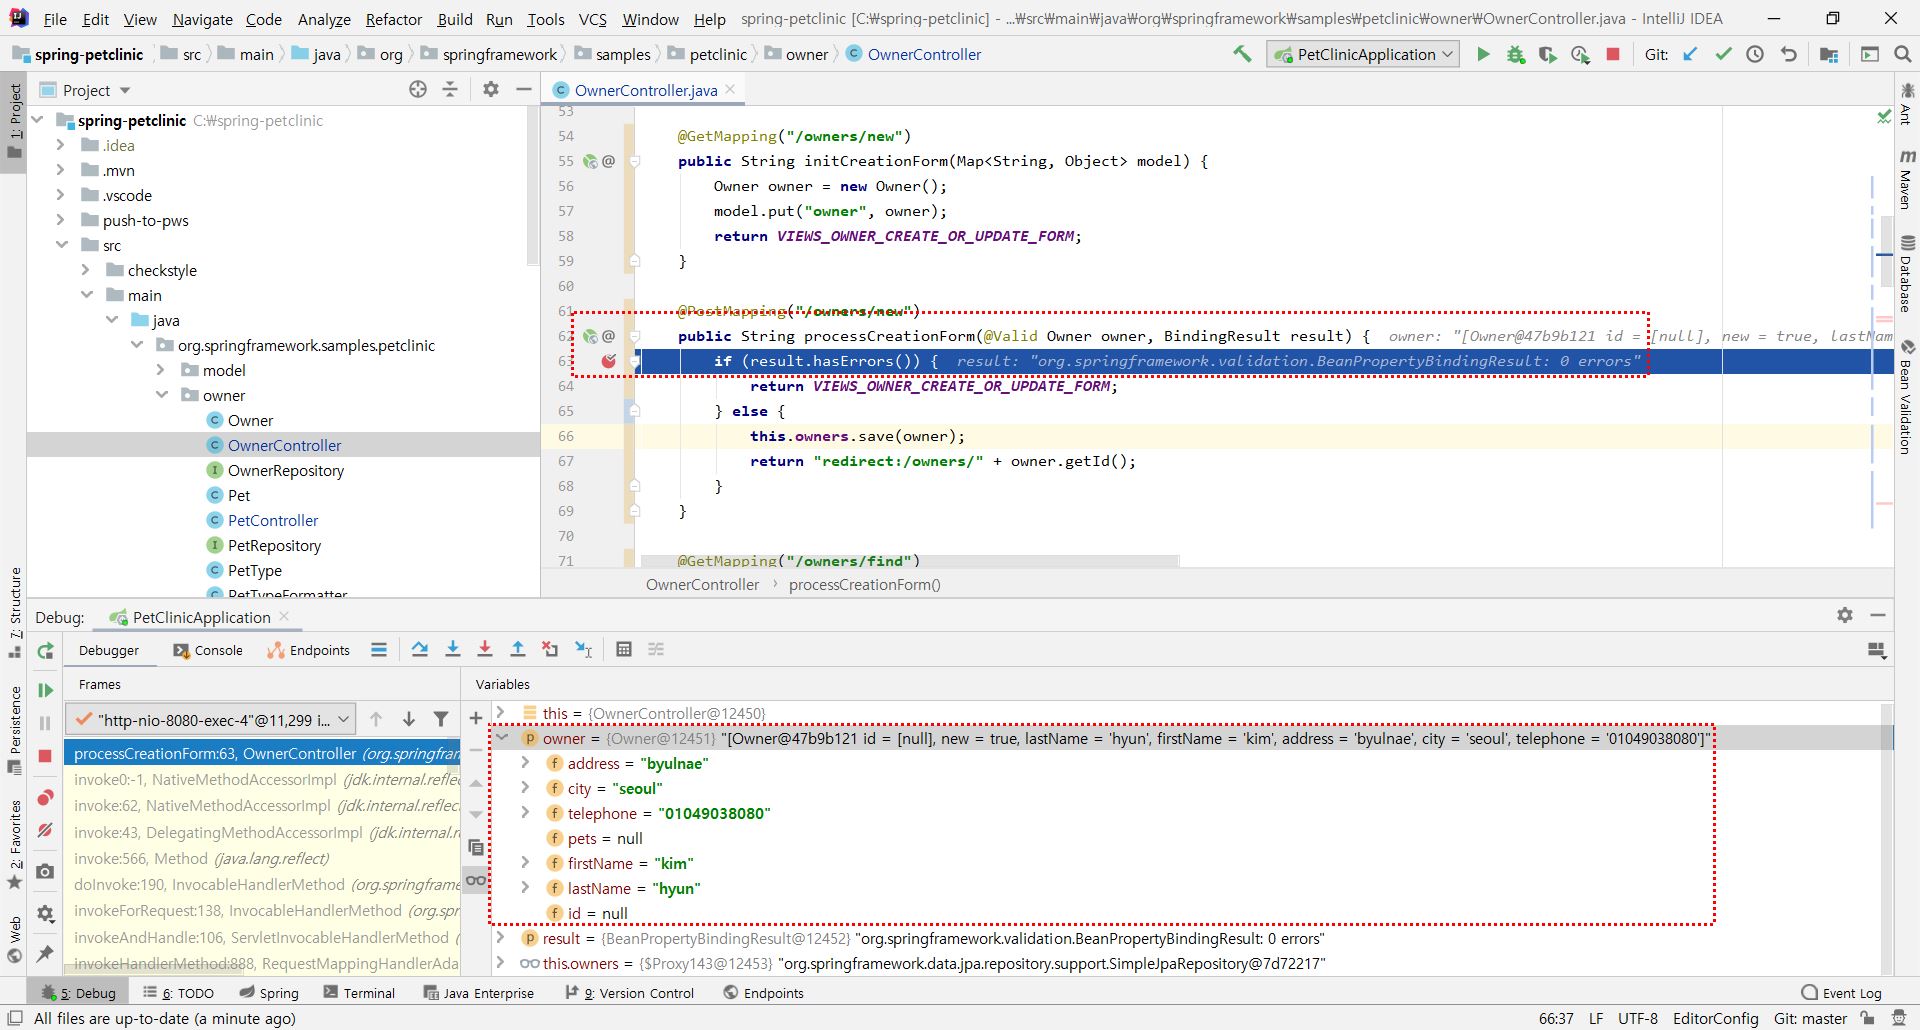 File Edit View Navigate Code Analyze Refactor Build Run Tools VCS Window Help spring-petclinic [C:₩spring-petclinic] - ...₩src₩main₩java₩org₩springframework₩samples₩petclinic₩owner₩OwnerController.java - IntelliJ IDEA
spring-petclinic src main java org springframework samples petclinic owner OwnerController PetClinicApplication Git:
1: Project
Project
OwnerController.java
spring-petclinic C:₩spring-petclinic
.idea
.mvn
.vscode
push-to-pws
src
checkstyle
main
java
org.springframework.samples.petclinic
model
owner
Owner
OwnerController
OwnerRepository
Pet
PetController
PetRepository
PetType
PetTypeFormatter
53
54 @GetMapping("/owners/new")
55 @ public String initCreationForm(Map<String, Object> model) {
56 Owner owner = new Owner();
57 model.put("owner", owner);
58 return VIEWS_OWNER_CREATE_OR_UPDATE_FORM;
59 }
60
61 @PostMapping("/owners/new")
62 @ public String processCreationForm(@Valid Owner owner, BindingResult result) { owner: "[Owner@47b9b121 id = [null], new = true, lastNam
63 if (result.hasErrors()) { result: "org.springframework.validation.BeanPropertyBindingResult: 0 errors"
64 return VIEWS_OWNER_CREATE_OR_UPDATE_FORM;
65 } else {
66 this.owners.save(owner);
67 return "redirect:/owners/" + owner.getId();
68 }
69 }
70
71 @GetMapping("/owners/find")
OwnerController › processCreationForm()
Ant
Maven
Database
Bean Validation
7: Structure
Persistence
2: Favorites
Web
Debug: PetClinicApplication
Debugger Console Endpoints
Frames
"http-nio-8080-exec-4"@11,299 i...
processCreationForm:63, OwnerController (org.springfran
invoke0:-1, NativeMethodAccessorImpl (jdk.internal.refle
invoke:62, NativeMethodAccessorImpl (jdk.internal.reflec
invoke:43, DelegatingMethodAccessorImpl (jdk.internal.r
invoke:566, Method (java.lang.reflect)
doInvoke:190, InvocableHandlerMethod (org.springframe
invokeForRequest:138, InvocableHandlerMethod (org.spr
invokeAndHandle:106, ServletInvocableHandlerMethod (
invokeHandlerMethod:888, RequestMappingHandlerAda
Variables
this = {OwnerController@12450}
owner = {Owner@12451} "[Owner@47b9b121 id = [null], new = true, lastName = 'hyun', firstName = 'kim', address = 'byulnae', city = 'seoul', telephone = '01049038080']"
address = "byulnae"
city = "seoul"
telephone = "01049038080"
pets = null
firstName = "kim"
lastName = "hyun"
id = null
result = {BeanPropertyBindingResult@12452} "org.springframework.validation.BeanPropertyBindingResult: 0 errors"
this.owners = {$Proxy143@12453} "org.springframework.data.jpa.repository.support.SimpleJpaRepository@7d72217"
5: Debug 6: TODO Spring Terminal Java Enterprise 9: Version Control Endpoints Event Log
All files are up-to-date (a minute ago) 66:37 LF UTF-8 EditorConfig Git: master